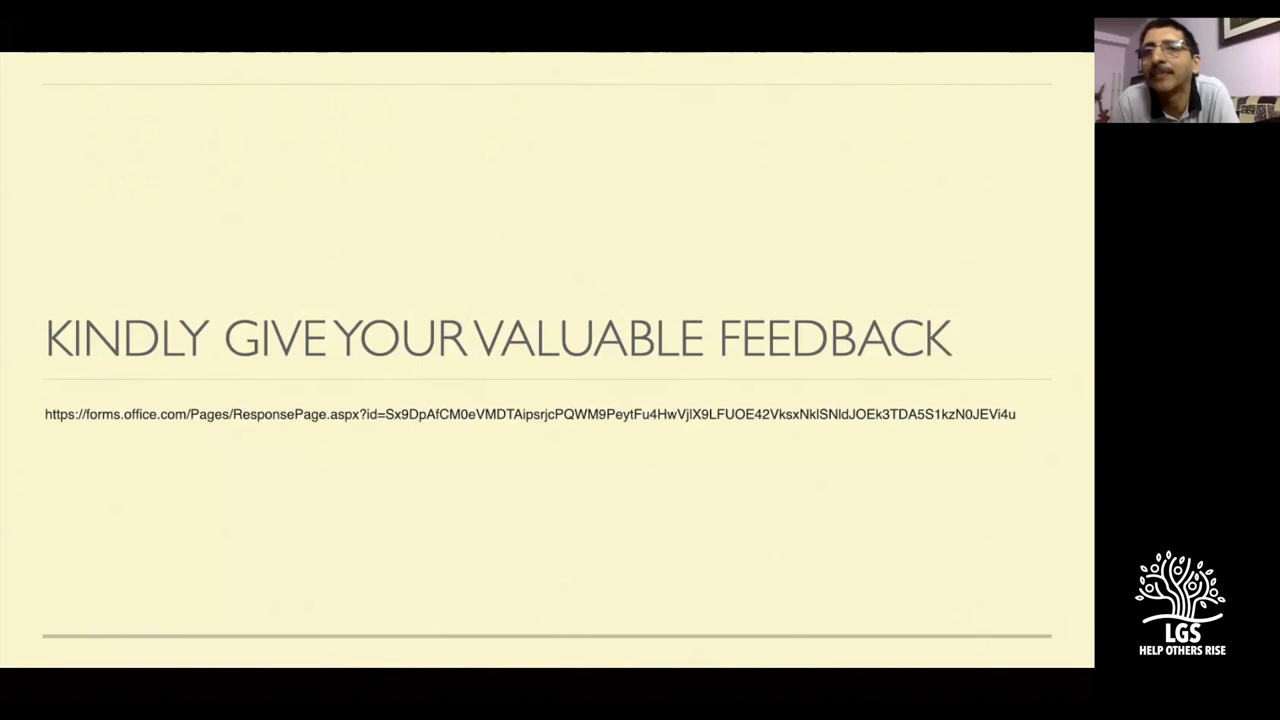 KINDLY GIVE YOUR VALUABLE FEEDBACK
https://forms.office.com/Pages/ResponsePage.aspx?id=Sx9DpAfCM0eVMDTAipsrjcPQWM9PeytFu4HwVjlX9LFUOE42VksxNklSNldJOEk3TDA5S1kzN0JEVi4u
LGS
HELP OTHERS RISE